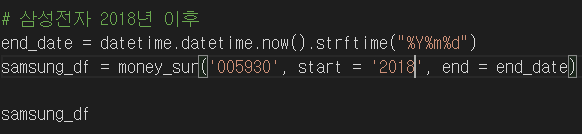 # 삼성전자 2018년 이후
end_date = datetime.datetime.now().strftime("%Y%m%d")
samsung_df = money_sur('005930', start = '2018', end = end_date)
samsung_df